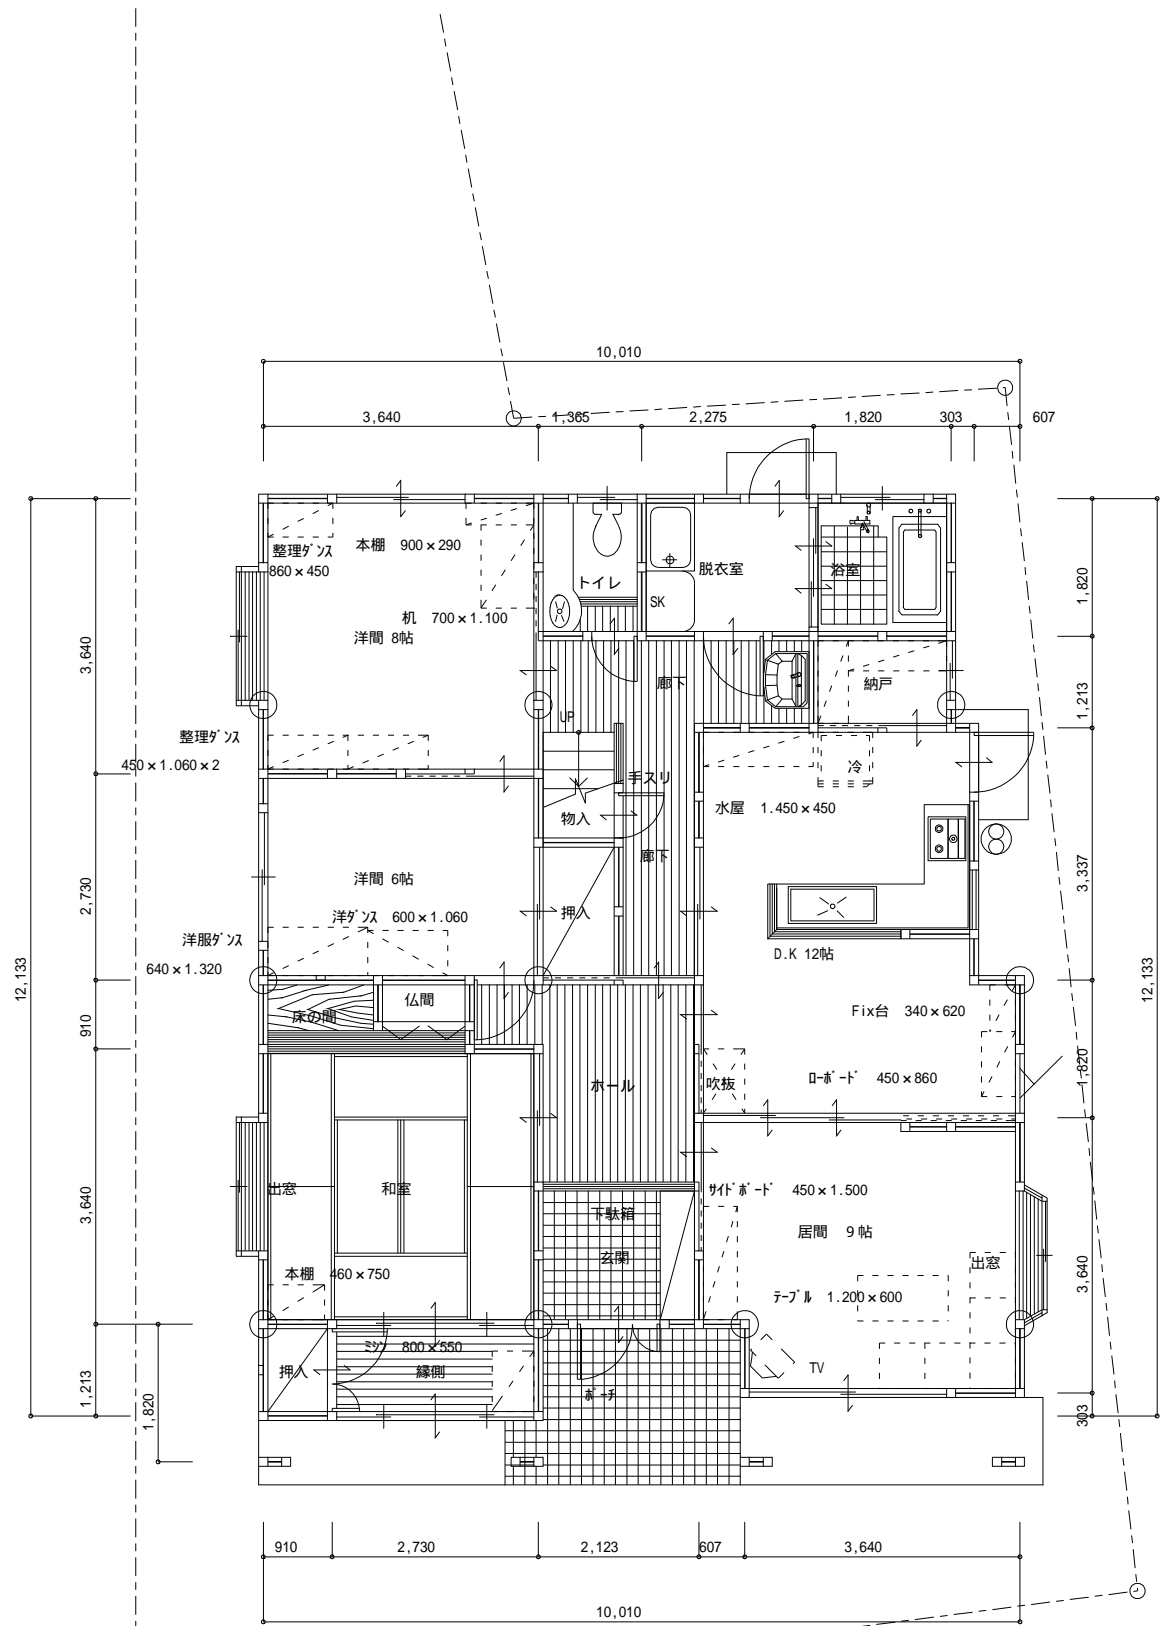 10,010
3,640
1,365
2,275
1,820
303
607
整理ﾀﾞﾝｽ
860×450
本棚 900×290
机 700×1.100
洋間 8帖
トイレ
SK
脱衣室
浴室
廊下
納戸
UP
整理ﾀﾞﾝｽ
450×1.060×2
手スリ
冷
水屋 1.450×450
物入
廊下
洋間 6帖
押入
洋ﾀﾞﾝｽ 600×1.060
洋服ﾀﾞﾝｽ
640×1.320
D.K 12帖
床の間
仏間
Fix台 340×620
ホール
吹抜
ﾛｰﾎﾞｰﾄﾞ 450×860
出窓
和室
ｻｲﾄﾞﾎﾞｰﾄﾞ 450×1.500
下駄箱
居間 9帖
玄関
出窓
本棚 460×750
ﾃｰﾌﾞﾙ 1.200×600
ﾐｼﾝ 800×550
押入
縁側
TV
ﾎﾟｰﾁ
12,133
3,640
2,730
910
3,640
1,213
1,820
1,820
1,213
3,337
1,820
3,640
303
12,133
910
2,730
2,123
607
3,640
10,010